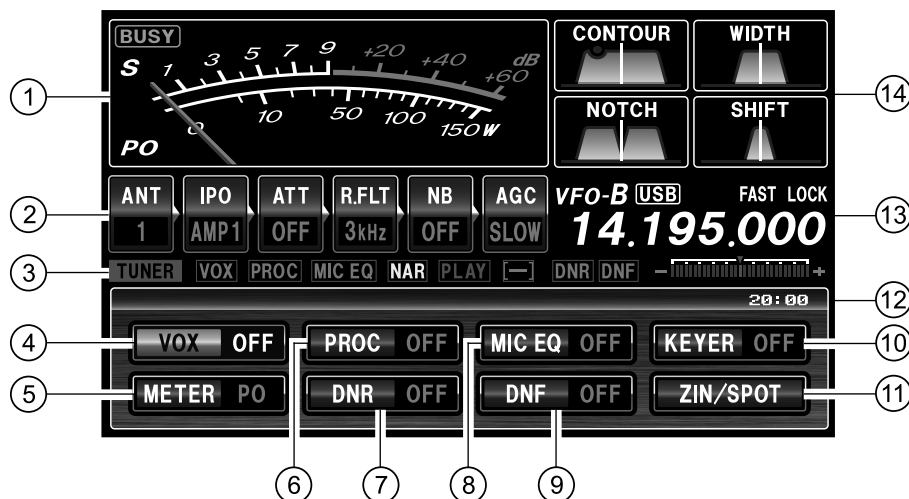 BUSY
S 1 3 5 7 9 +20 +40 +60 dB
0 10 50 100 150 W
PO
CONTOUR WIDTH
NOTCH SHIFT
ANT IPO ATT R.FLT NB AGC
1 AMP1 OFF 3kHz OFF SLOW
VFO-B USB FAST LOCK
14.195.000
TUNER VOX PROC MIC EQ NAR PLAY [—] DNR DNF − +
20:00
VOX OFF PROC OFF MIC EQ OFF KEYER OFF
METER PO DNR OFF DNF OFF ZIN/SPOT
1
2
3
4
5
6
7
8
9
10
11
12
13
14